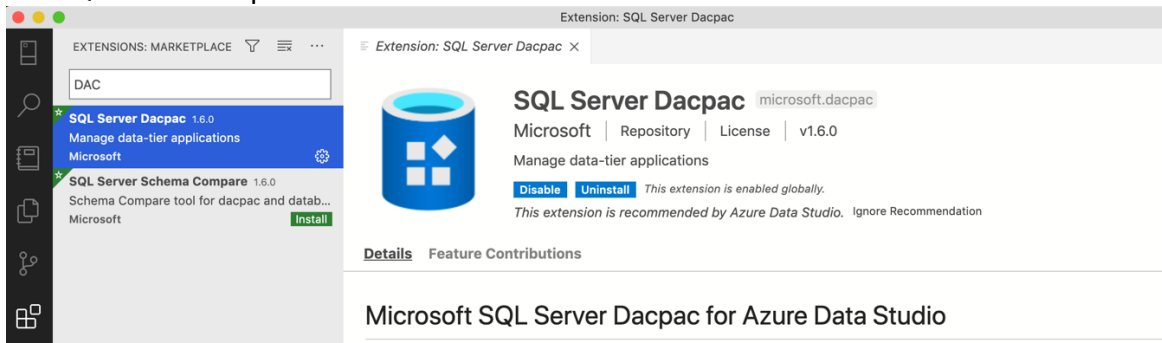 Extension: SQL Server Dacpac
EXTENSIONS: MARKETPLACE
DAC
SQL Server Dacpac 1.6.0
Manage data-tier applications
Microsoft
SQL Server Schema Compare 1.6.0
Schema Compare tool for dacpac and datab...
Microsoft Install
Extension: SQL Server Dacpac
SQL Server Dacpac microsoft.dacpac
Microsoft Repository License v1.6.0
Manage data-tier applications
Disable Uninstall This extension is enabled globally.
This extension is recommended by Azure Data Studio. Ignore Recommendation
Details Feature Contributions
Microsoft SQL Server Dacpac for Azure Data Studio